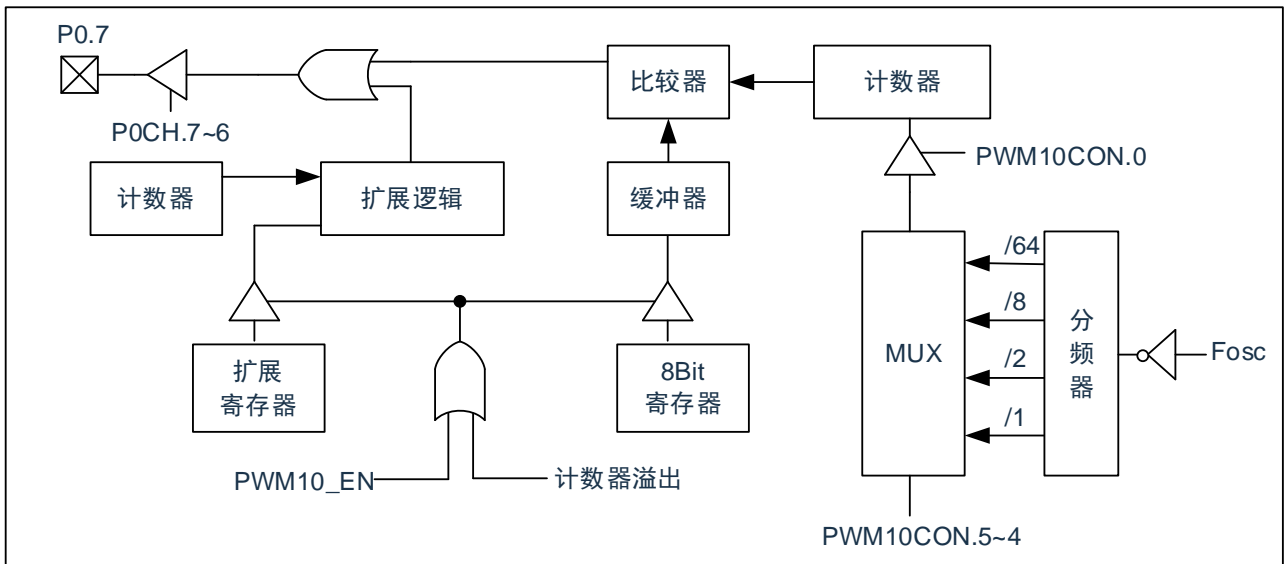 P0.7
P0CH.7~6
比较器
计数器
PWM10CON.0
计数器
扩展逻辑
缓冲器
/64
/8
/2
/1
MUX
分
频
器
Fosc
扩展
寄存器
8Bit
寄存器
PWM10_EN
计数器溢出
PWM10CON.5~4